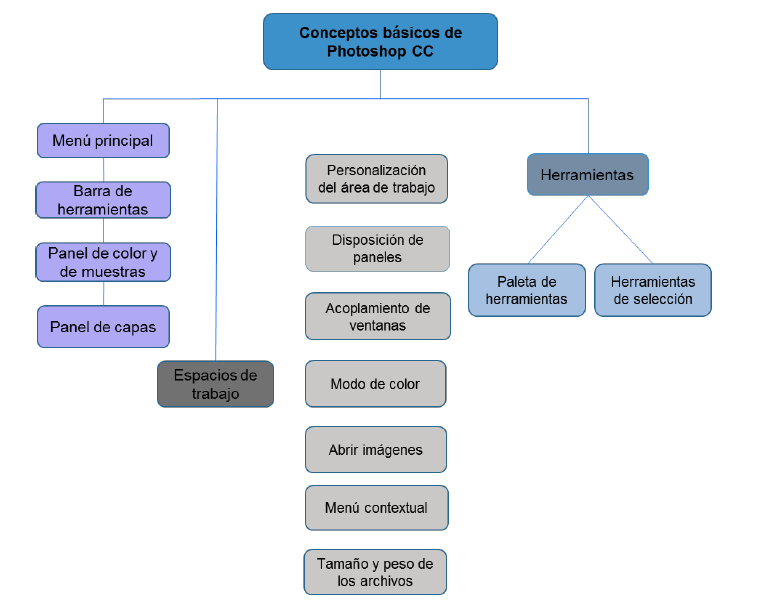 Conceptos básicos de
Photoshop CC
Menú principal
Barra de
herramientas
Panel de color y
de muestras
Panel de capas
Espacios de
trabajo
Personalización
del área de trabajo
Disposición de
paneles
Acoplamiento de
ventanas
Modo de color
Abrir imágenes
Menú contextual
Tamaño y peso de
los archivos
Herramientas
Paleta de
herramientas
Herramientas
de selección